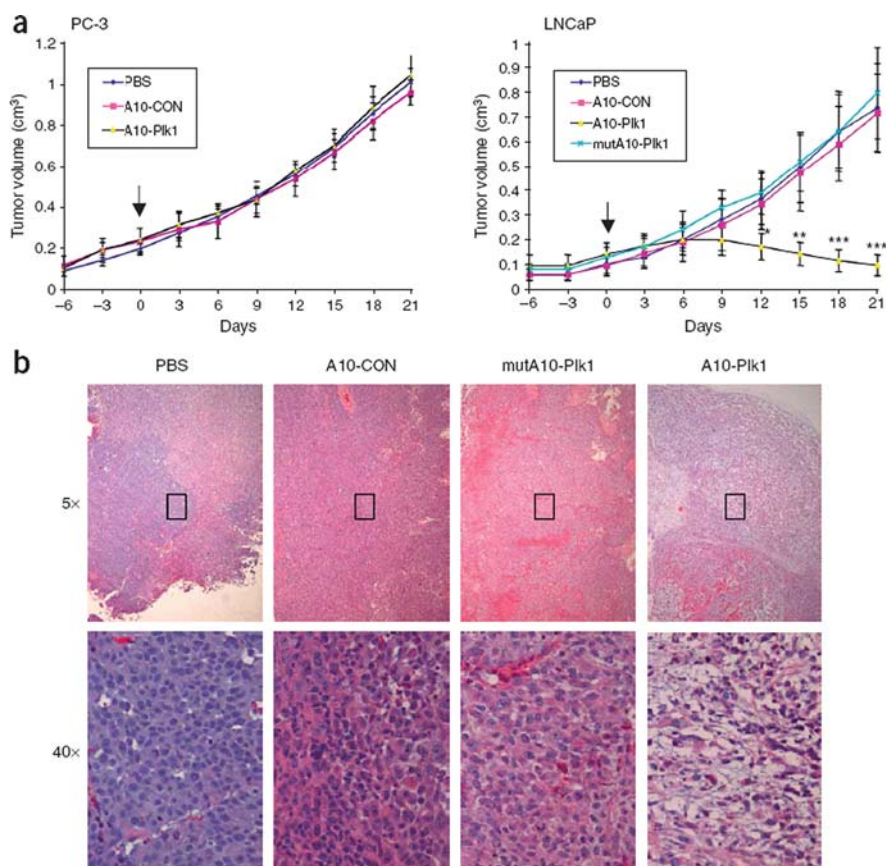 a
PC-3
Tumor volume (cm³)
1.2
1
0.8
0.6
0.4
0.2
0
PBS
A10-CON
A10-Plk1
−6 −3 0 3 6 9 12 15 18 21
Days
LNCaP
Tumor volume (cm³)
1
0.9
0.8
0.7
0.6
0.5
0.4
0.3
0.2
0.1
0
PBS
A10-CON
A10-Plk1
mutA10-Plk1
* ** *** ***
−6 −3 0 3 6 9 12 15 18 21
Days
b
PBS A10-CON mutA10-Plk1 A10-Plk1
5×
40×